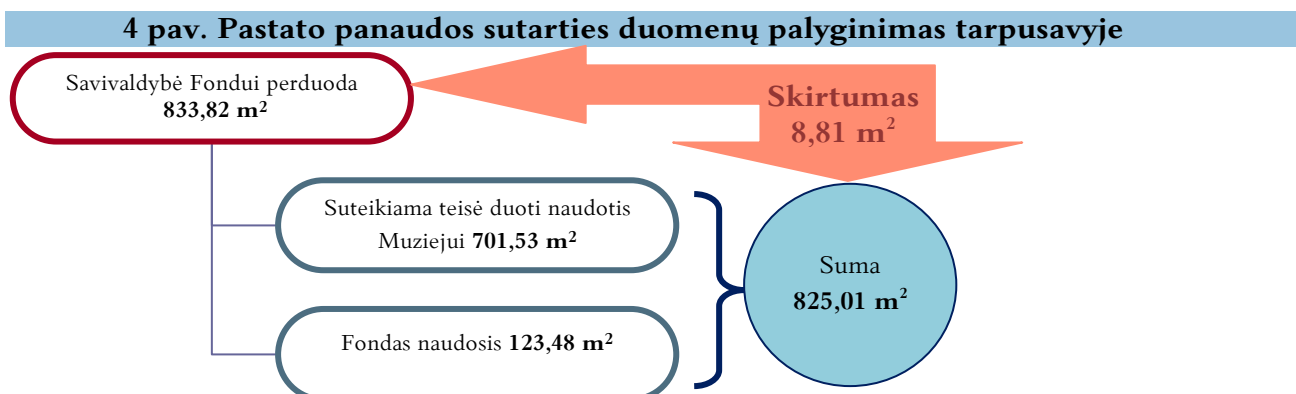 4 pav. Pastato panaudos sutarties duomenų palyginimas tarpusavyje
Savivaldybė Fondui perduoda
833,82 m²
Skirtumas
8,81 m²
Suteikiama teisė duoti naudotis
Muziejui 701,53 m²
Suma
825,01 m²
Fondas naudosis 123,48 m²